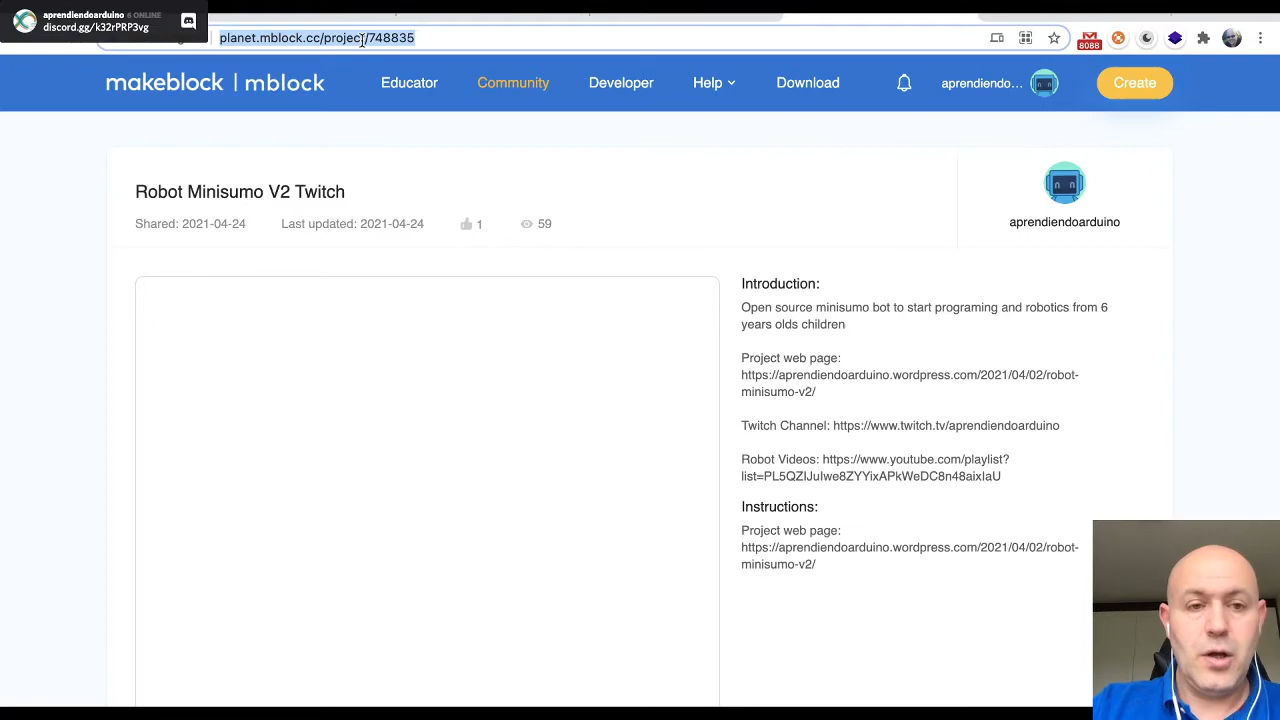 aprendiendoarduino 6 ONLINE
discord.gg/k32rPRP3vg
planet.mblock.cc/project/748835
8088
makeblock | mblock
Educator
Community
Developer
Help
Download
aprendiendo...
Create
Robot Minisumo V2 Twitch
Shared: 2021-04-24
Last updated: 2021-04-24
1
59
aprendiendoarduino
Introduction:
Open source minisumo bot to start programing and robotics from 6
years olds children
Project web page:
https://aprendiendoarduino.wordpress.com/2021/04/02/robot-
minisumo-v2/
Twitch Channel: https://www.twitch.tv/aprendiendoarduino
Robot Videos: https://www.youtube.com/playlist?
list=PL5QZlJuIwe8ZYYixAPkWeDC8n48aixIaU
Instructions:
Project web page:
https://aprendiendoarduino.wordpress.com/2021/04/02/robot-
minisumo-v2/